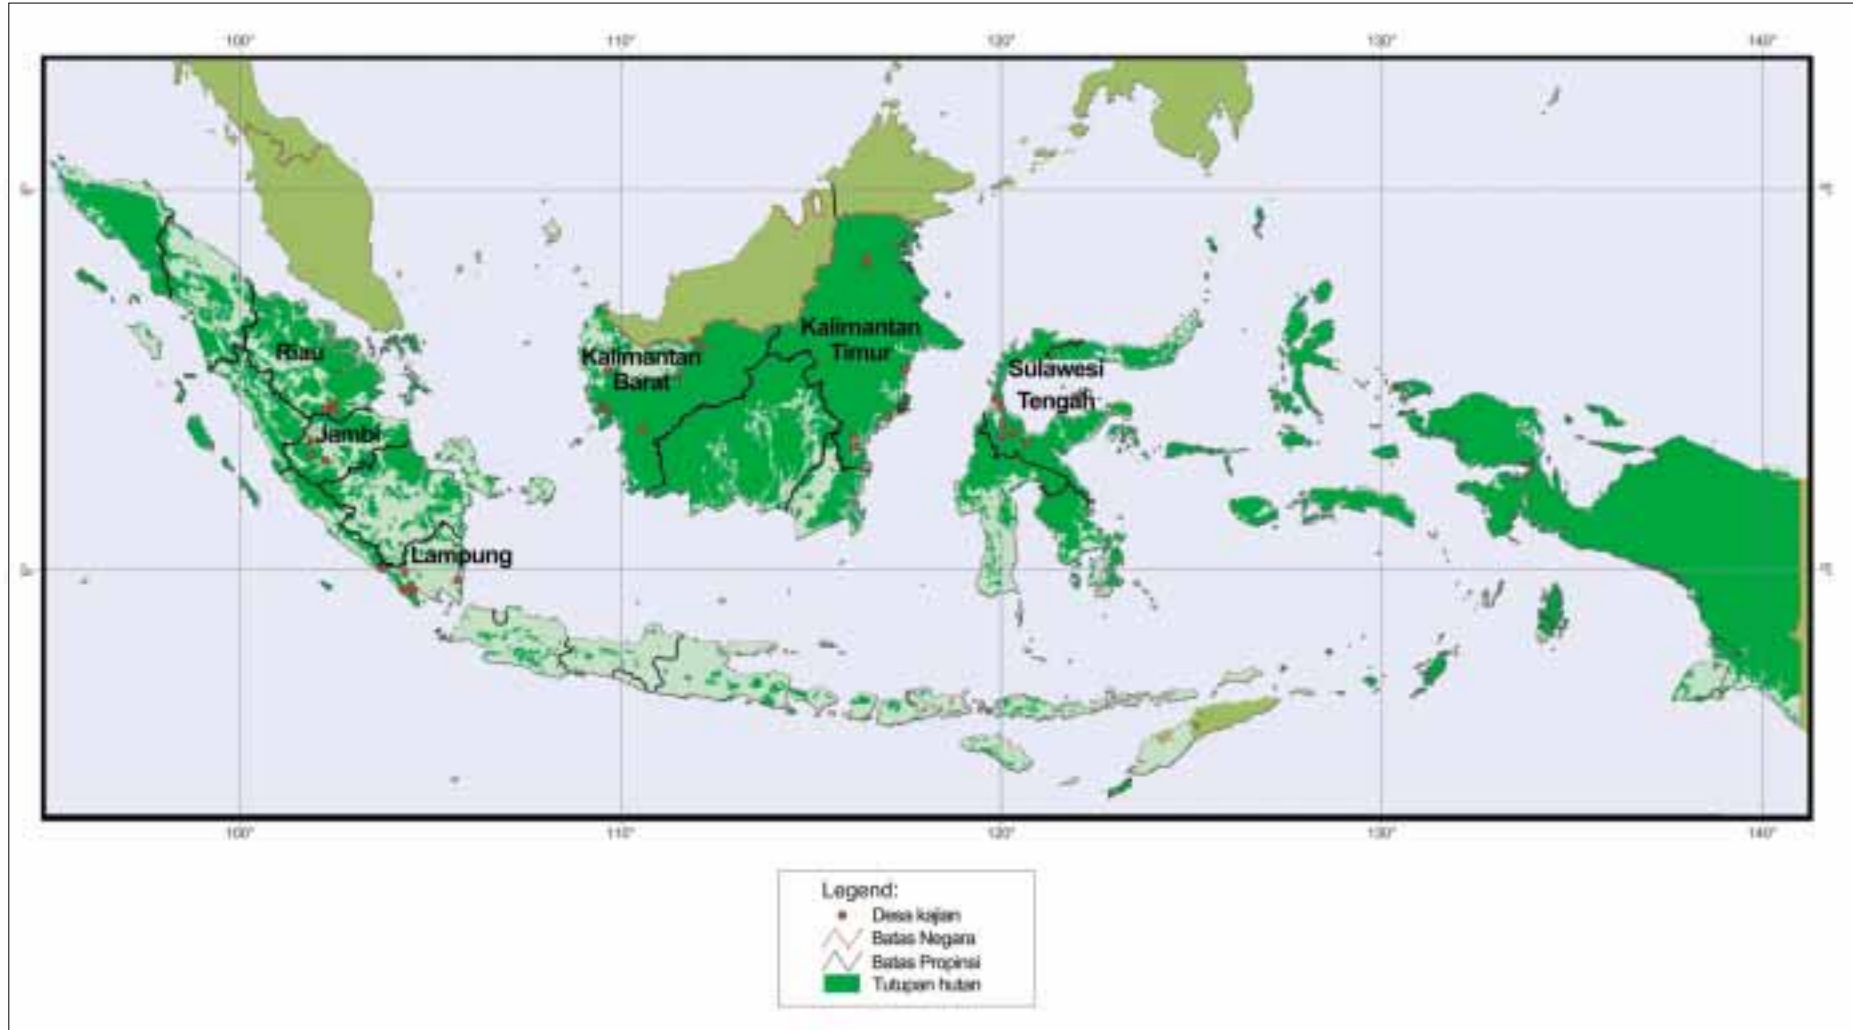 100° 110° 120° 130° 140°
Riau
Jambi
Lampung
Kalimantan
Barat
Kalimantan
Timur
Sulawesi
Tengah
100° 110° 120° 130° 140°
Legend:
Desa kajian
Batas Negara
Batas Propinsi
Tutupan hutan